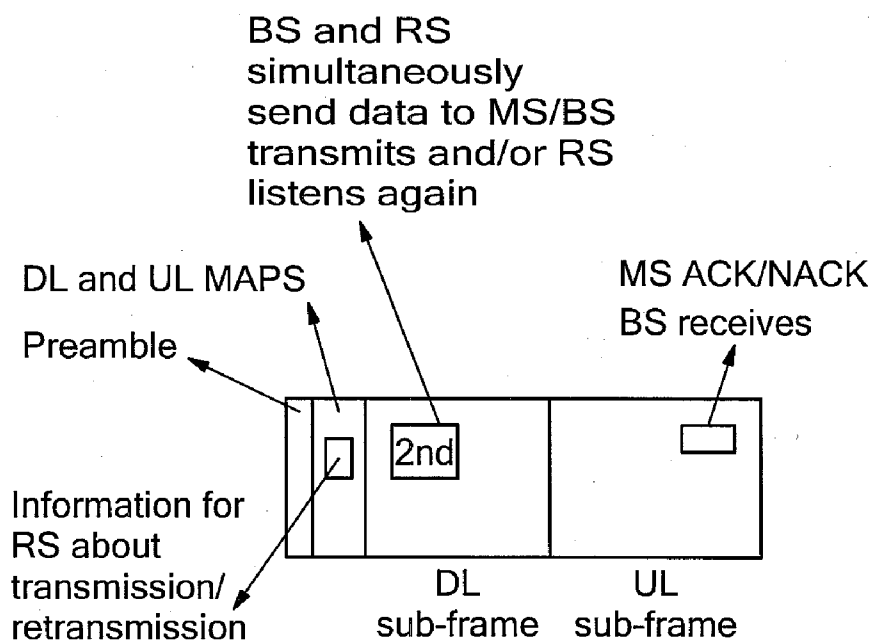 BS and RS
simultaneously
send data to MS/BS
transmits and/or RS
listens again
DL and UL MAPS
Preamble
MS ACK/NACK
BS receives
2nd
Information for
RS about
transmission/
retransmission
DL
sub-frame
UL
sub-frame